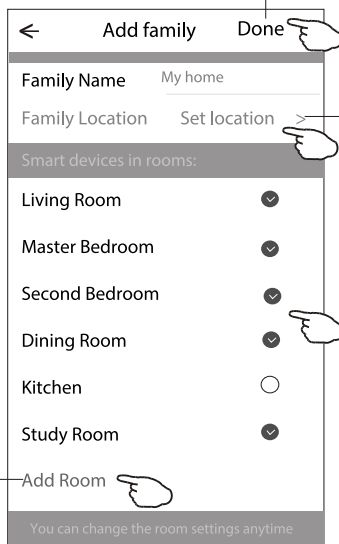 Add family Done
Family Name My home
Family Location Set location >
Smart devices in rooms:
Living Room
Master Bedroom
Second Bedroom
Dining Room
Kitchen
Study Room
Add Room
You can change the room settings anytime